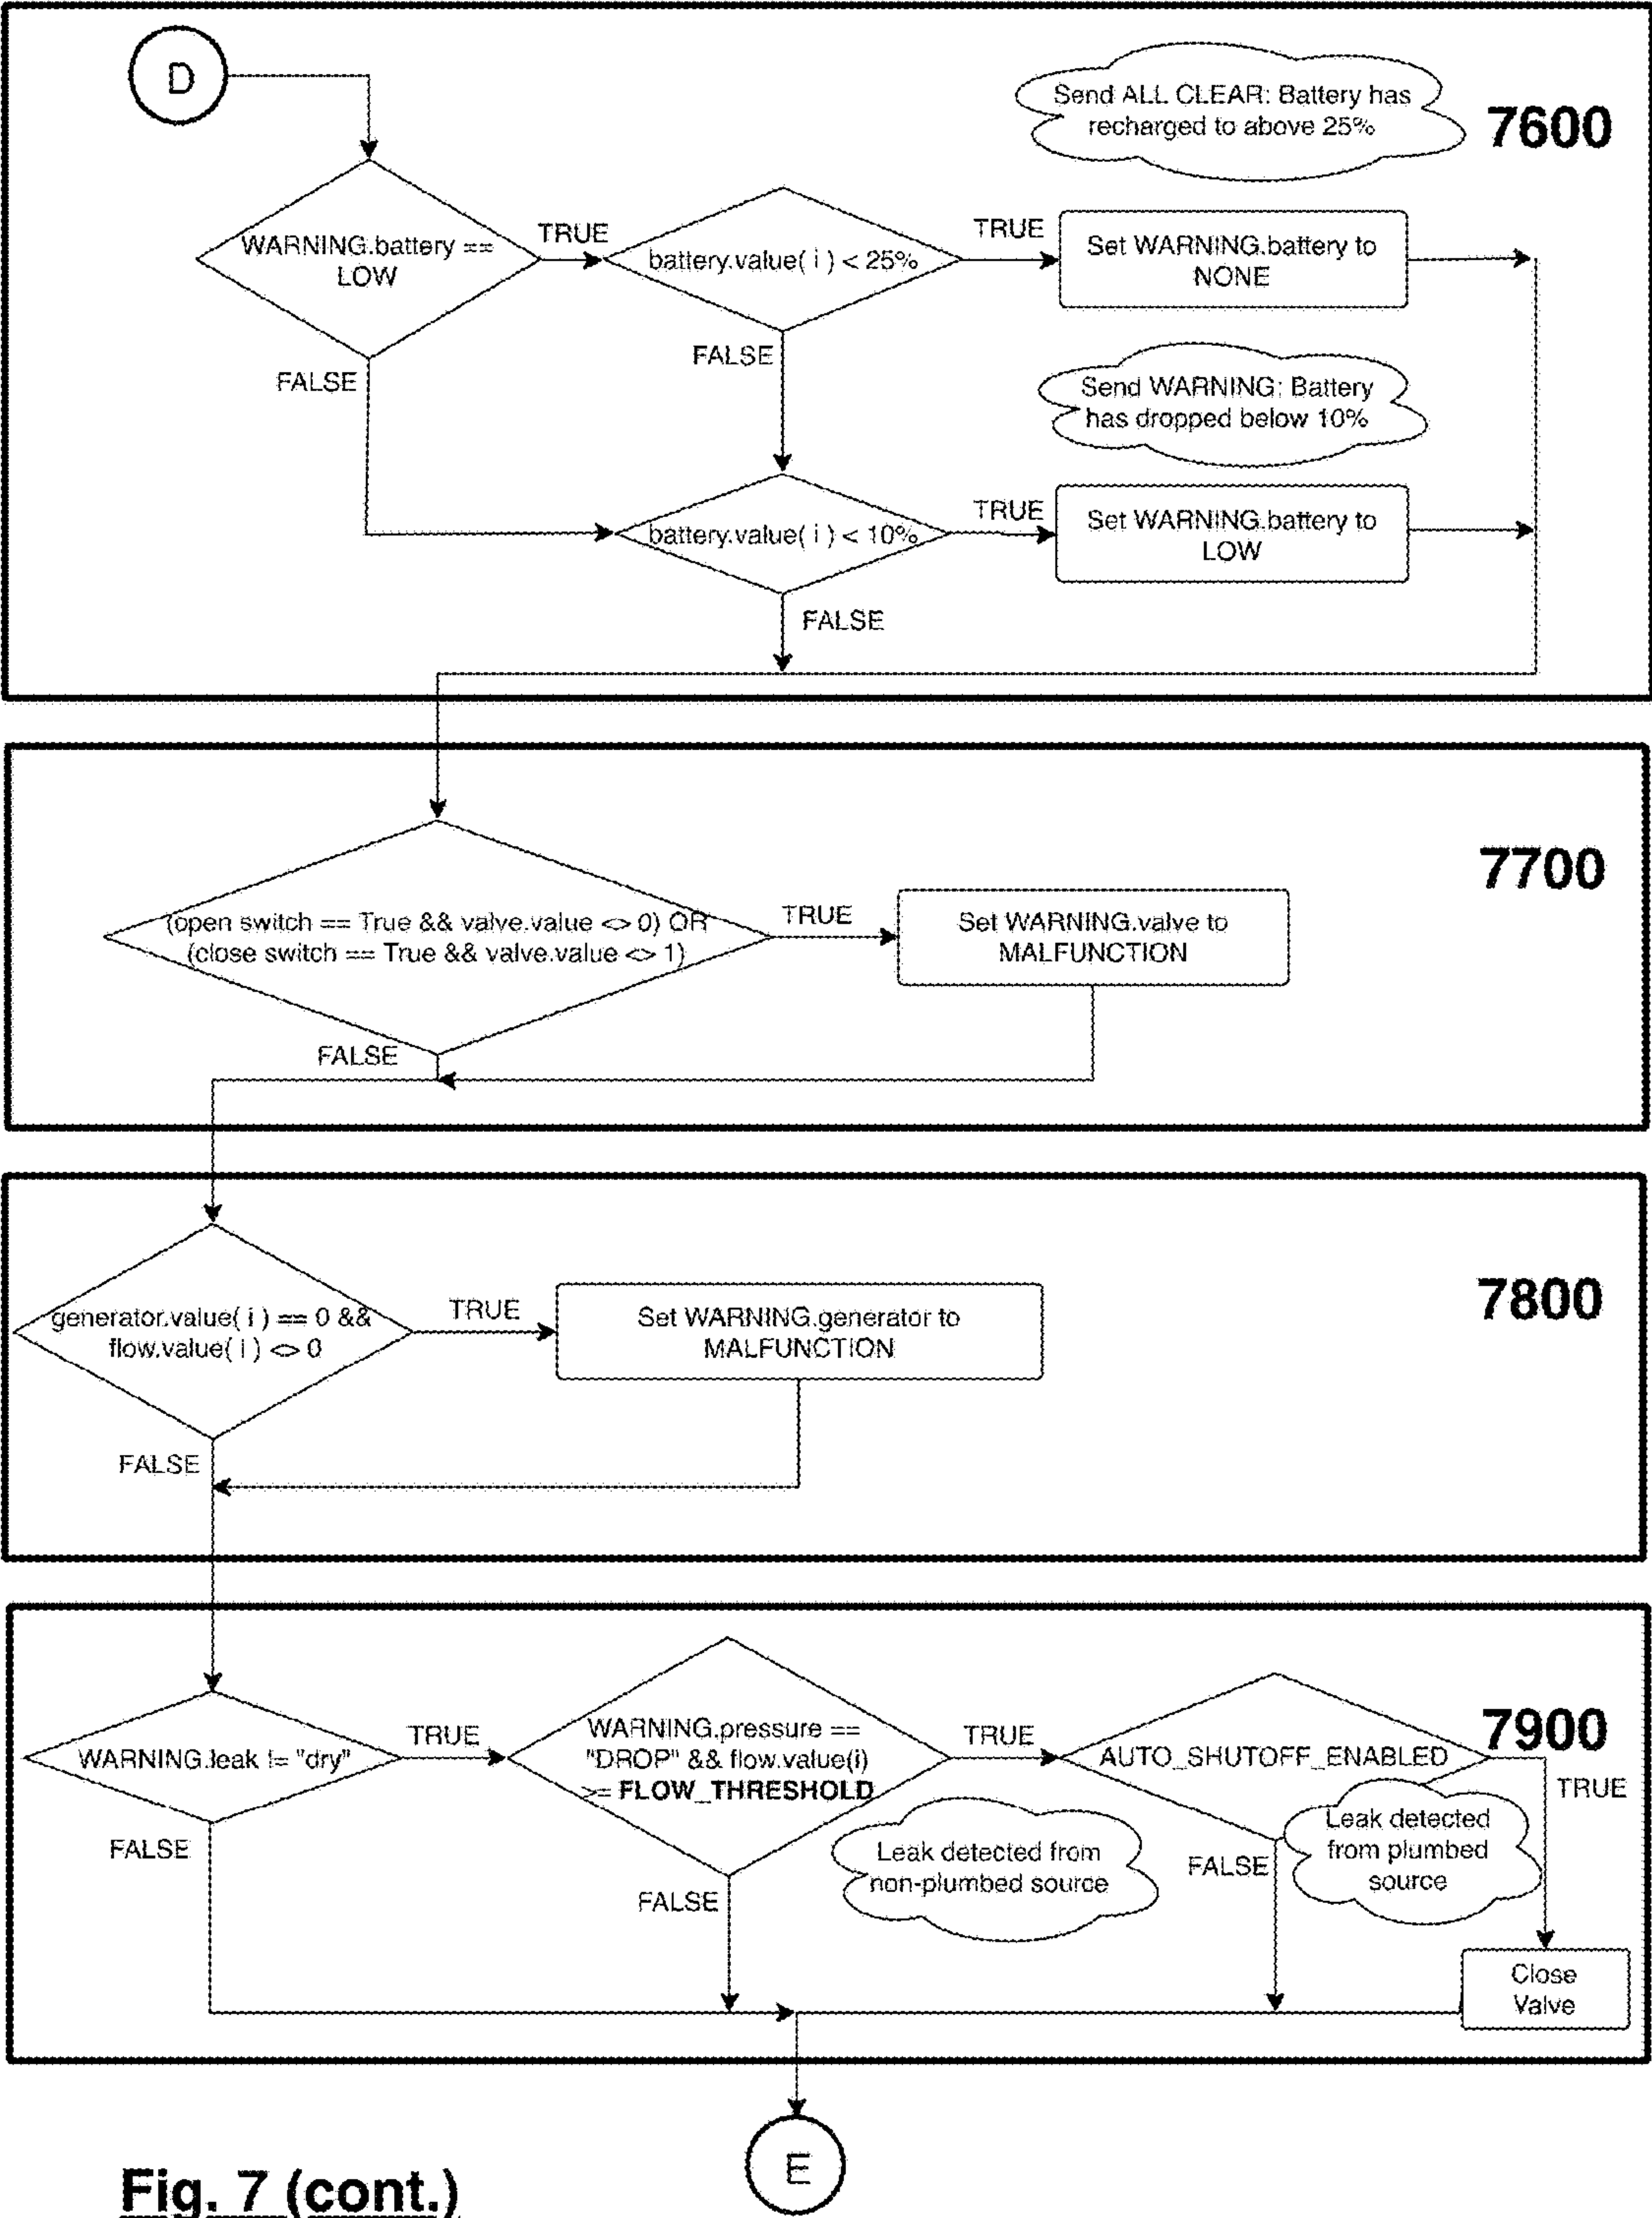 D
Send ALL CLEAR: Battery has
recharged to above 25%
7600
WARNING.battery ==
LOW
TRUE
battery.value( i ) < 25%
TRUE
Set WARNING.battery to
NONE
FALSE
FALSE
Send WARNING: Battery
has dropped below 10%
battery.value( i ) < 10%
TRUE
Set WARNING.battery to
LOW
FALSE
7700
(open switch == True && valve.value <> 0) OR
(close switch == True && valve.value <> 1)
TRUE
Set WARNING.valve to
MALFUNCTION
FALSE
7800
generator.value( i ) == 0 &&
flow.value( i ) <> 0
TRUE
Set WARNING.generator to
MALFUNCTION
FALSE
7900
WARNING.leak != "dry"
TRUE
WARNING.pressure ==
"DROP" && flow.value(i)
>= FLOW_THRESHOLD
TRUE
AUTO_SHUTOFF_ENABLED
TRUE
FALSE
FALSE
Leak detected from
non-plumbed source
FALSE
Leak detected
from plumbed
source
Close
Valve
E
Fig. 7 (cont.)